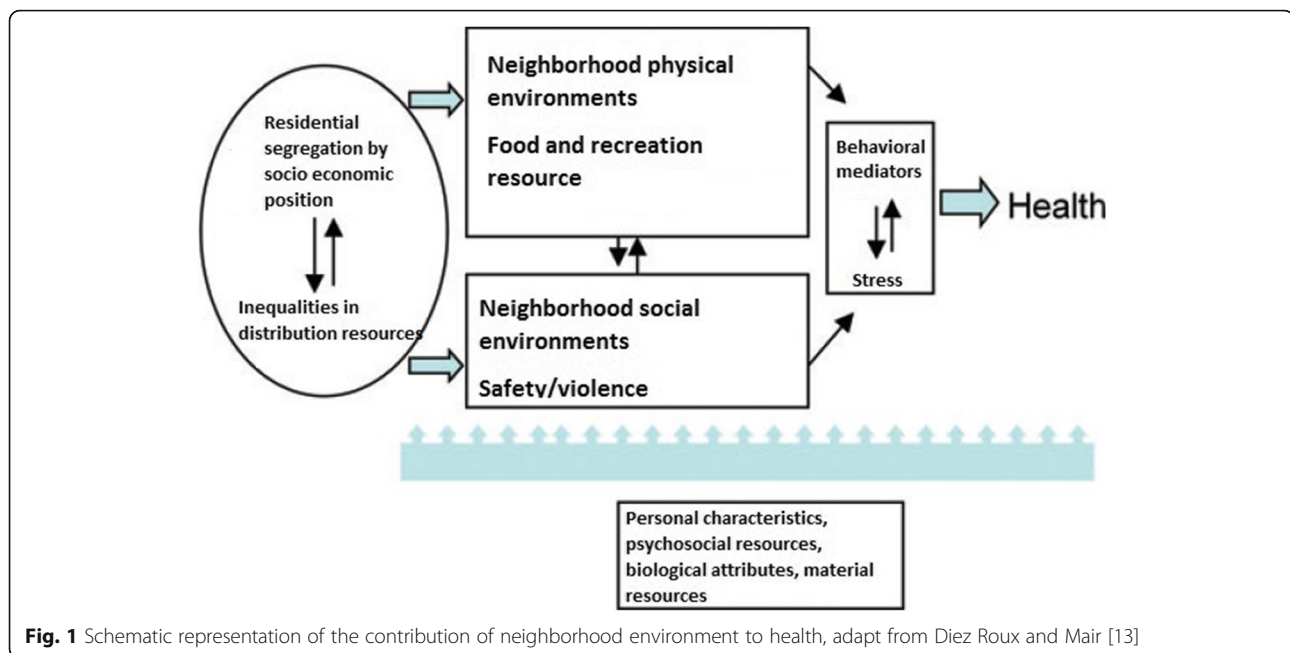 Residential
segregation by
socio economic
position
Inequalities in
distribution resources
Neighborhood physical
environments
Food and recreation
resource
Neighborhood social
environments
Safety/violence
Behavioral
mediators
Stress
Health
Personal characteristics,
psychosocial resources,
biological attributes, material
resources
Fig. 1 Schematic representation of the contribution of neighborhood environment to health, adapt from Diez Roux and Mair [13]